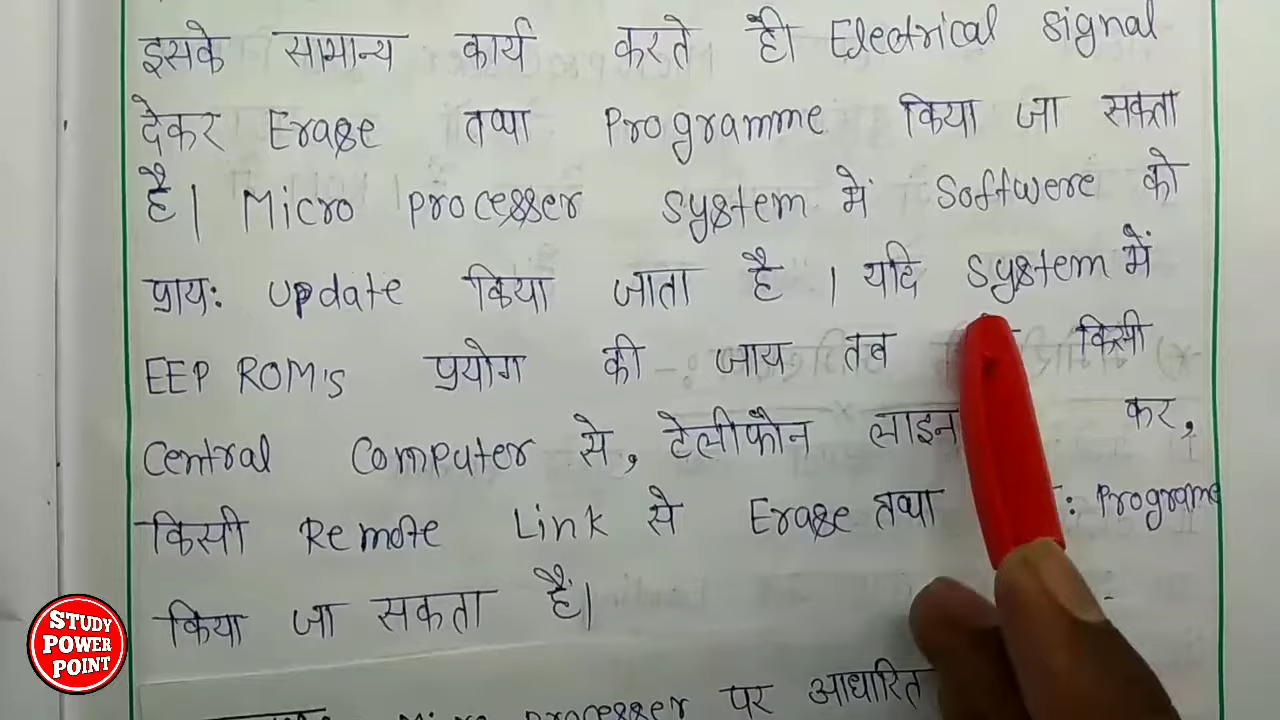 इसके सामान्य कार्य करते ही Electrical signal
देकर Erase तथा Programme किया जा सकता
है। Micro processer system में Softwere को
प्रायः update किया जाता है । यदि system में
EEP ROM's प्रयोग की जाय तब किसी
Central Computer से, टेलीफौन लाइन कर,
किसी Remote Link से Erase तथा : Programe
किया जा सकता हैं।
processer पर आधारित
STUDY
POWER
POINT